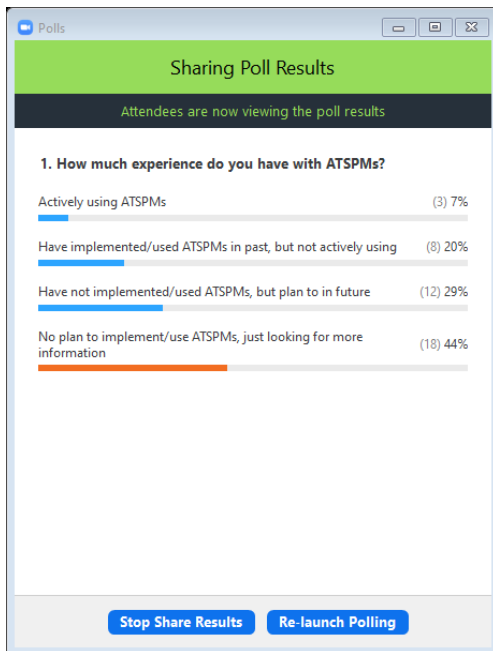 Polls
Sharing Poll Results
Attendees are now viewing the poll results
1. How much experience do you have with ATSPMs?
Actively using ATSPMs (3) 7%
Have implemented/used ATSPMs in past, but not actively using (8) 20%
Have not implemented/used ATSPMs, but plan to in future (12) 29%
No plan to implement/use ATSPMs, just looking for more
information (18) 44%
Stop Share Results Re-launch Polling